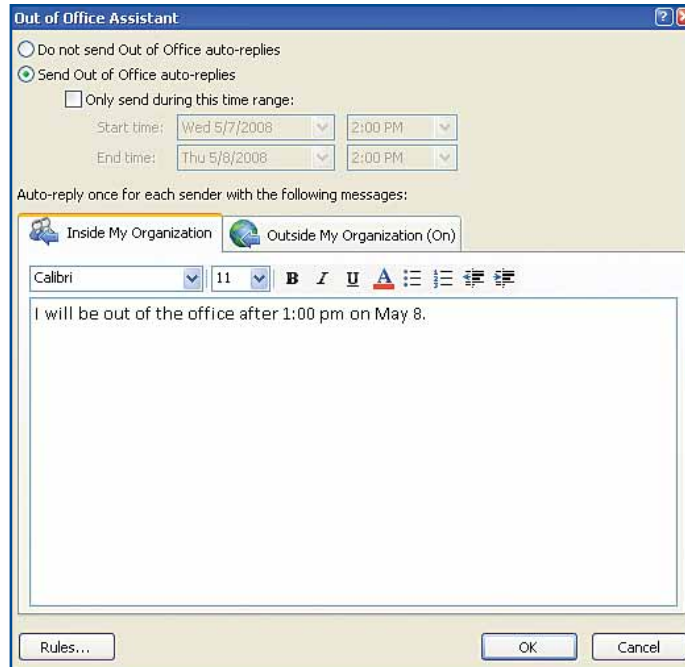 Out of Office Assistant
Do not send Out of Office auto-replies
Send Out of Office auto-replies
Only send during this time range:
Start time: Wed 5/7/2008 2:00 PM
End time: Thu 5/8/2008 2:00 PM
Auto-reply once for each sender with the following messages:
Inside My Organization Outside My Organization (On)
Calibri 11 B I U A
I will be out of the office after 1:00 pm on May 8.
Rules... OK Cancel